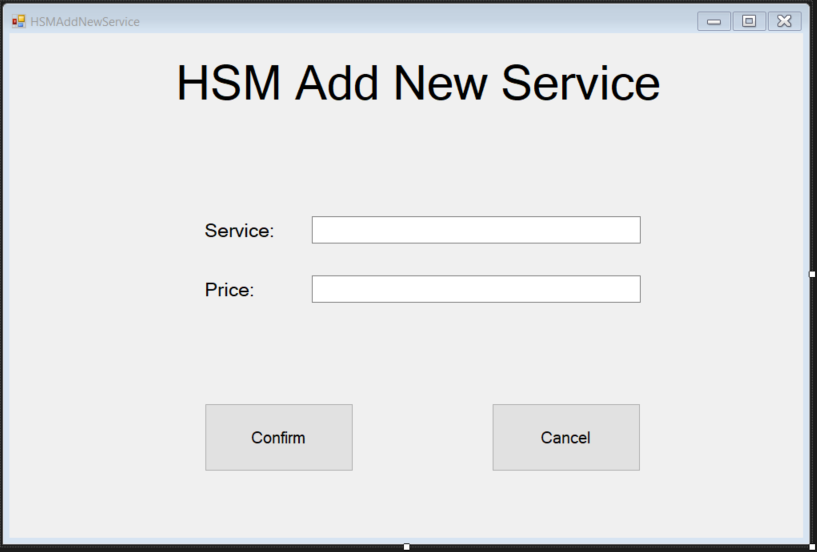 HSMAddNewService
HSM Add New Service
Service:
Price:
Confirm
Cancel